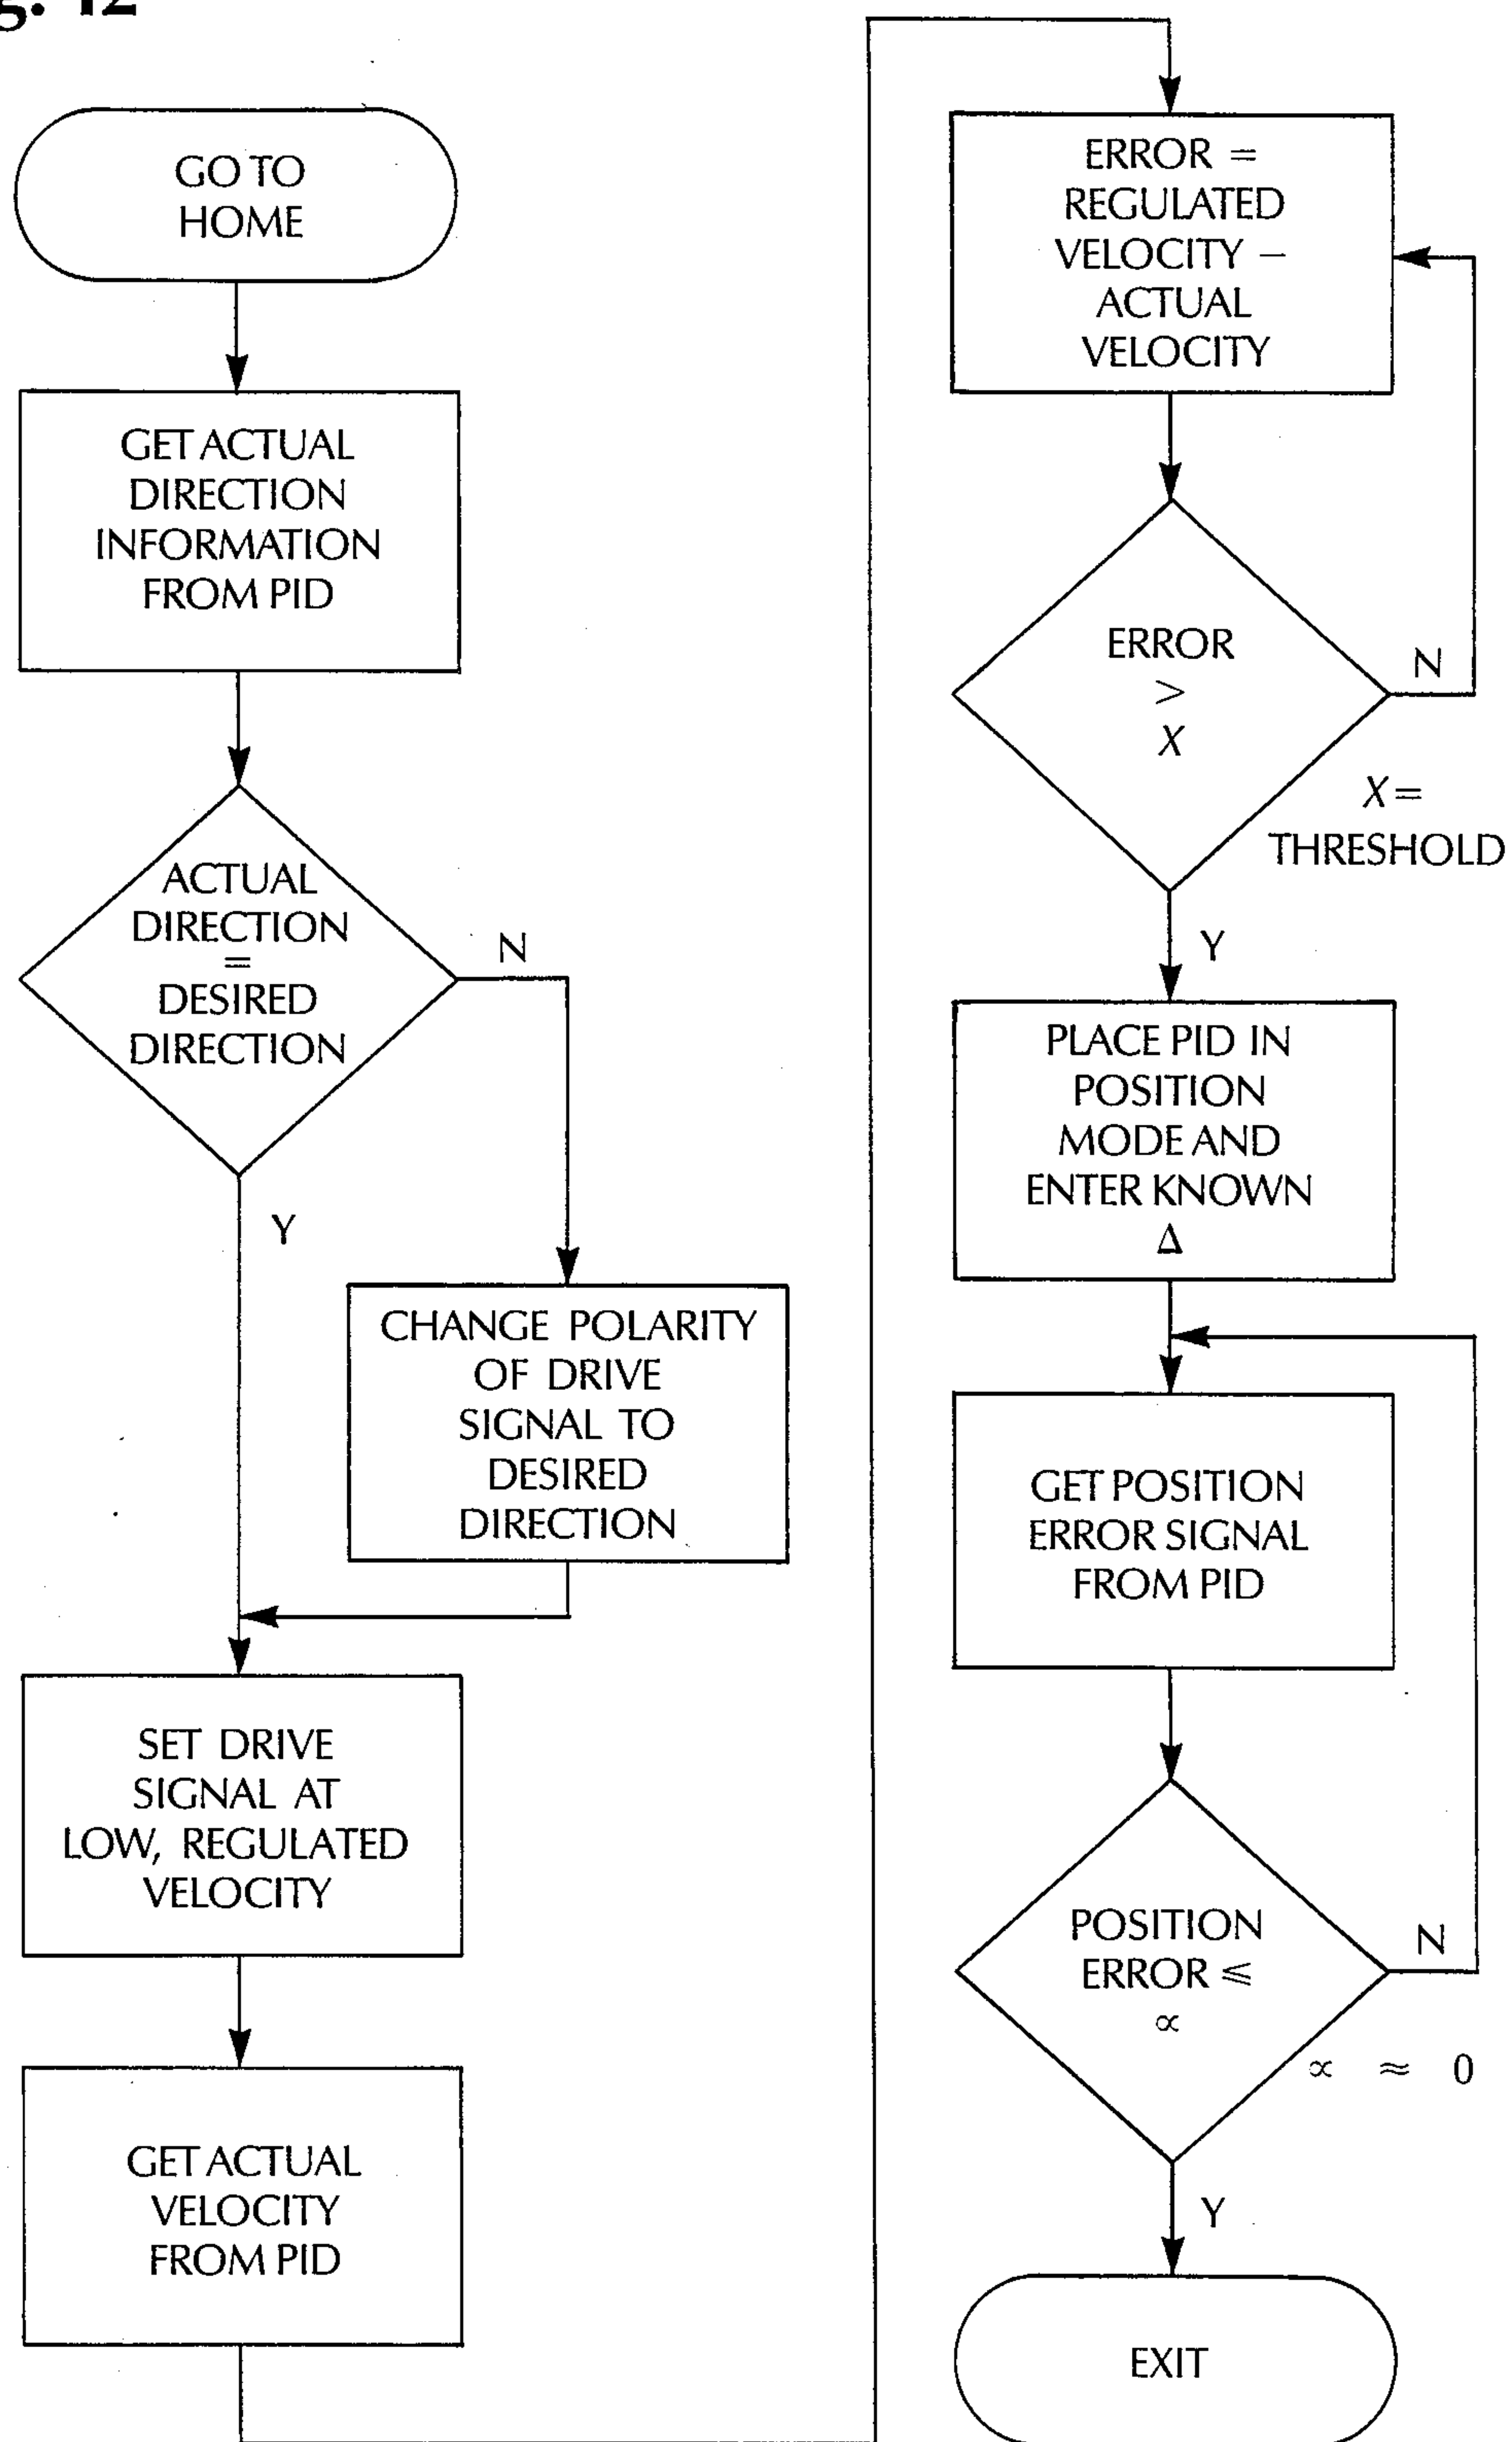 GO TO
HOME
GET ACTUAL
DIRECTION
INFORMATION
FROM PID
ACTUAL
DIRECTION
=
DESIRED
DIRECTION
N
Y
CHANGE POLARITY
OF DRIVE
SIGNAL TO
DESIRED
DIRECTION
SET DRIVE
SIGNAL AT
LOW, REGULATED
VELOCITY
GET ACTUAL
VELOCITY
FROM PID
ERROR =
REGULATED
VELOCITY –
ACTUAL
VELOCITY
ERROR
>
X
N
X =
THRESHOLD
Y
PLACE PID IN
POSITION
MODE AND
ENTER KNOWN
Δ
GET POSITION
ERROR SIGNAL
FROM PID
POSITION
ERROR ≤
∝
N
∝ ≈ 0
Y
EXIT